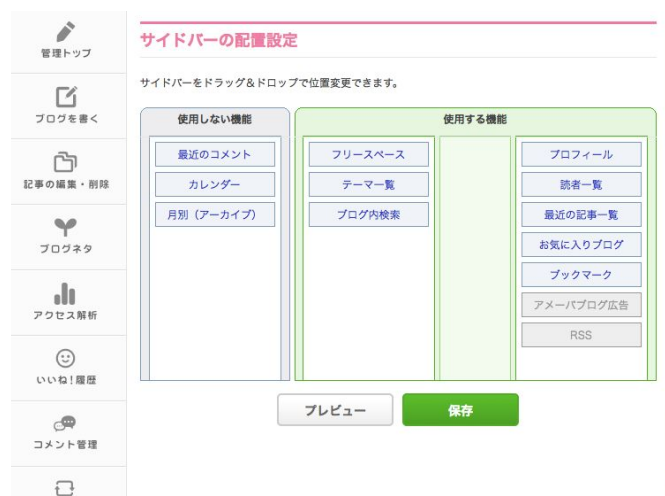 管理トップ
ブログを書く
記事の編集・削除
ブログネタ
アクセス解析
いいね!履歴
コメント管理
サイドバーの配置設定
サイドバーをドラッグ&ドロップで位置変更できます。
使用しない機能
最近のコメント
カレンダー
月別（アーカイブ）
使用する機能
フリースペース
テーマ一覧
ブログ内検索
プロフィール
読者一覧
最近の記事一覧
お気に入りブログ
ブックマーク
アメーバブログ広告
RSS
プレビュー
保存